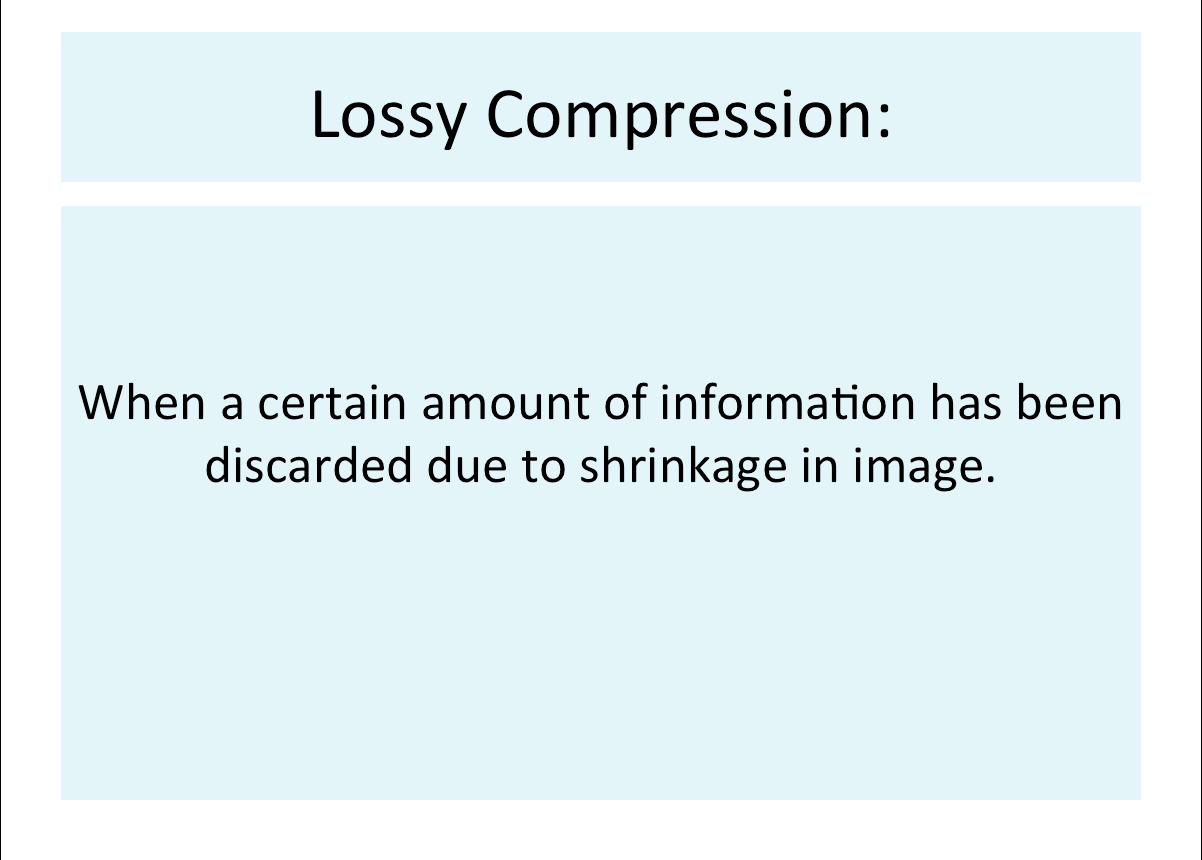 Lossy Compression:
When a certain amount of information has been
discarded due to shrinkage in image.